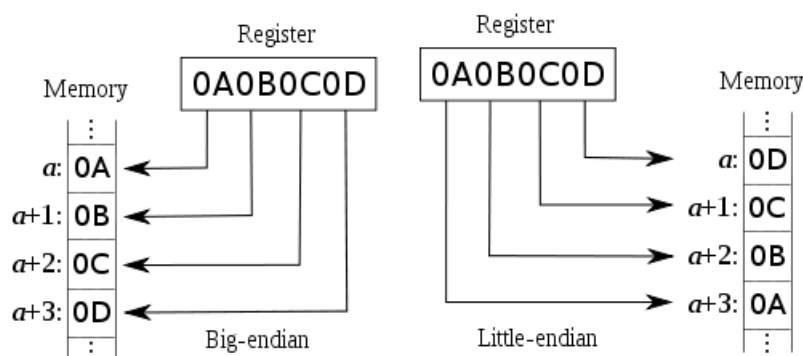 Register
0A0B0C0D
Memory
⋮
a: 0A
a+1: 0B
a+2: 0C
a+3: 0D
⋮
Big-endian
Register
0A0B0C0D
Memory
⋮
a: 0D
a+1: 0C
a+2: 0B
a+3: 0A
⋮
Little-endian